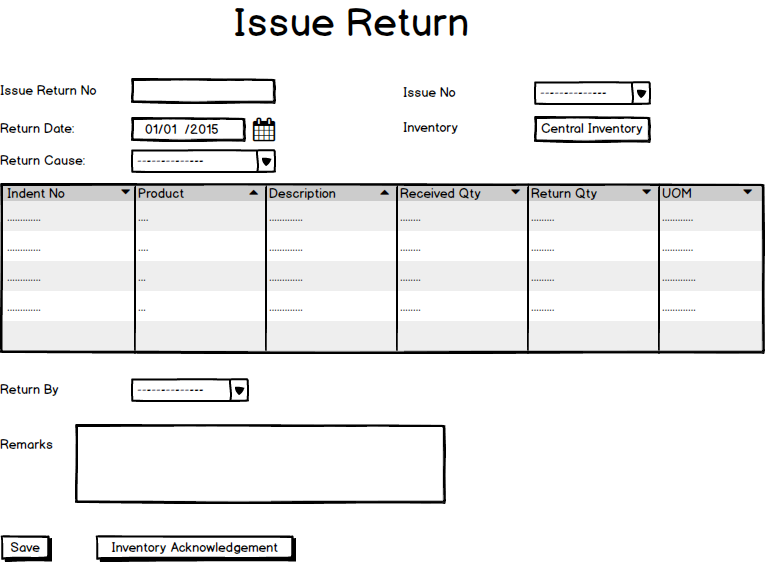 Issue Return
Issue Return No
Issue No --------------
Return Date: 01/01 /2015
Inventory Central Inventory
Return Cause: --------------
Indent No Product Description Received Qty Return Qty UOM
............. .... ............. ........ ......... ............
............. .... ............. ........ ......... ............
............. ... ............. ........ ......... .............
............. ... ............. ........ ......... .............
Return By --------------
Remarks
Save Inventory Acknowledgement